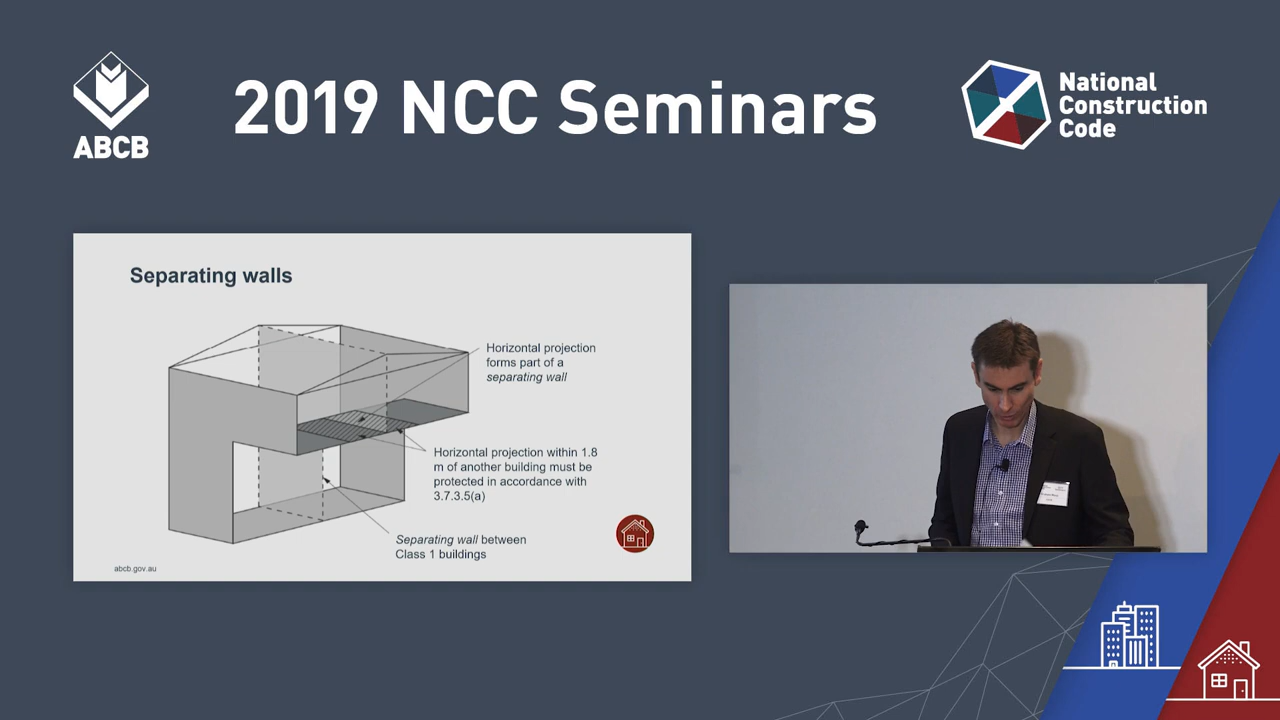 ABCB
2019 NCC Seminars
National
Construction
Code
Separating walls
Horizontal projection
forms part of a
separating wall
Horizontal projection within 1.8
m of another building must be
protected in accordance with
3.7.3.5(a)
Separating wall between
Class 1 buildings
abcb.gov.au